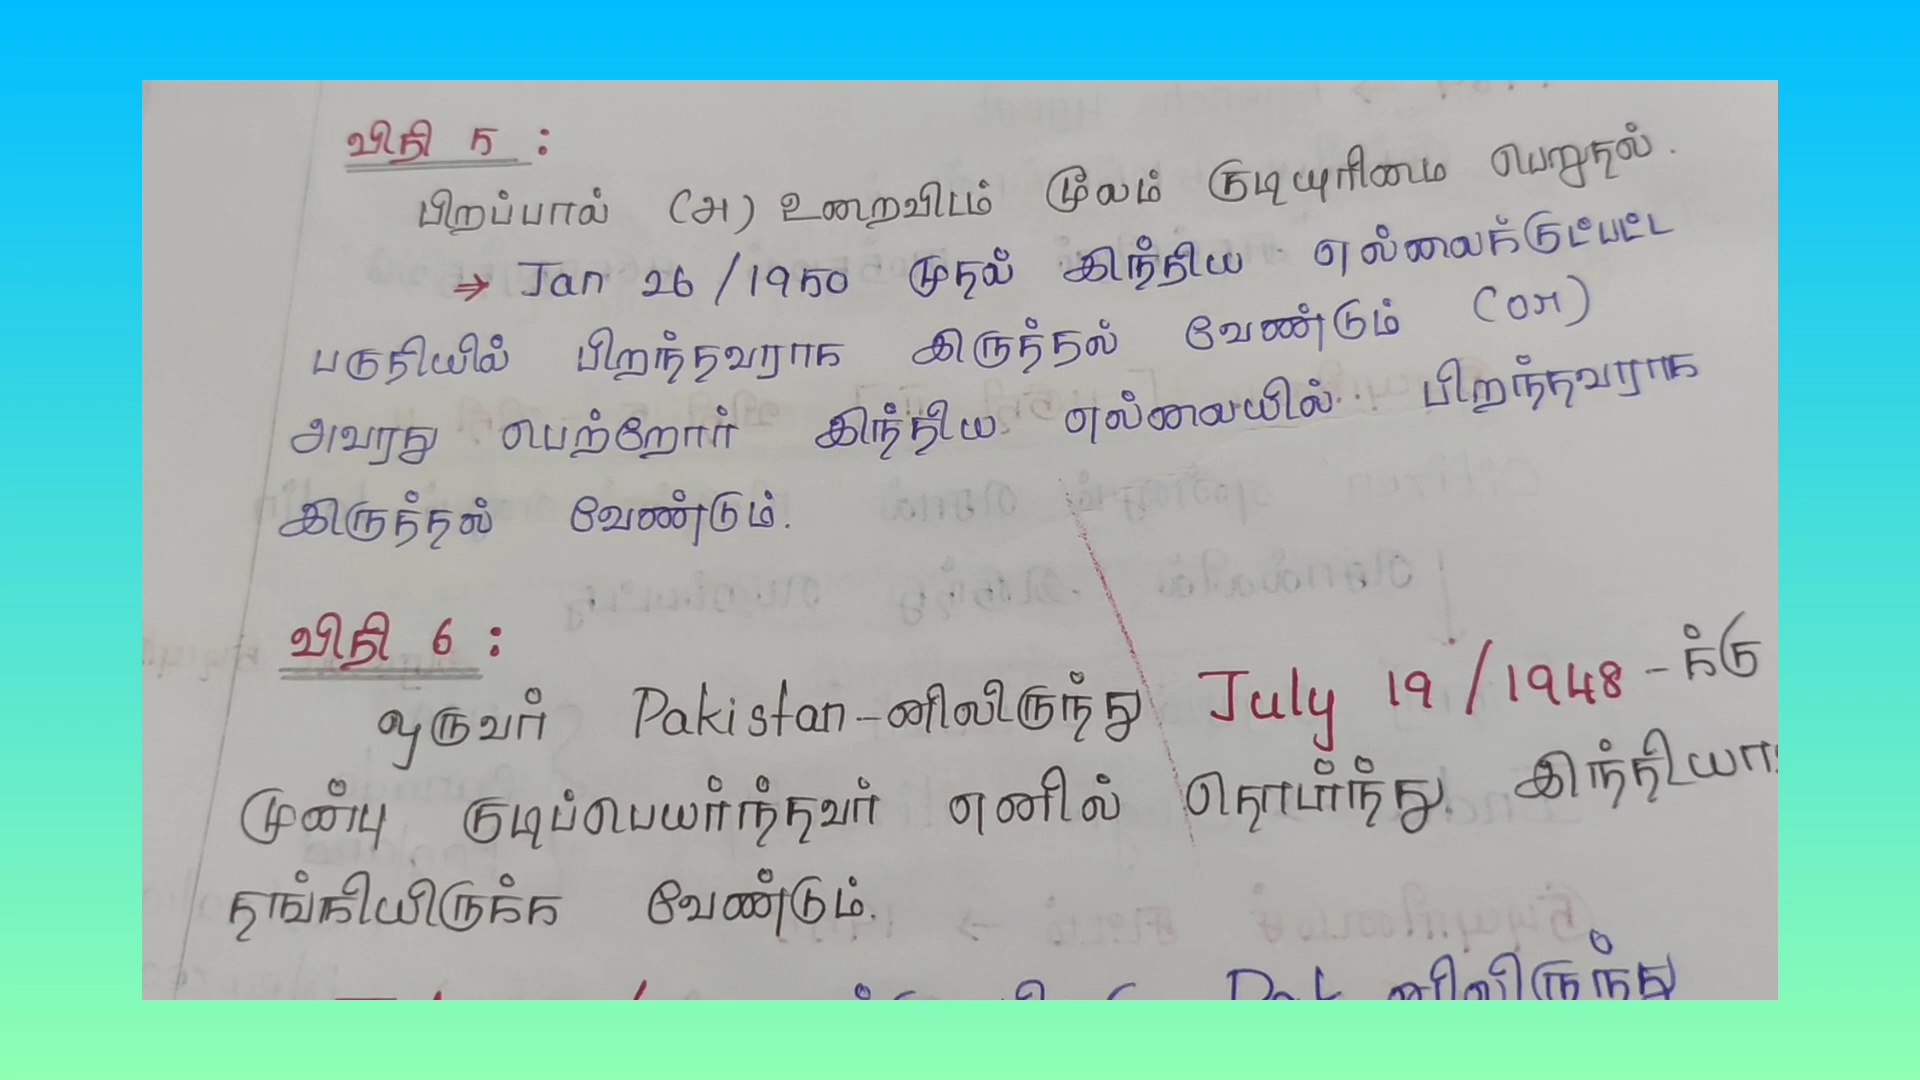 விதி 5 :
பிறப்பால் (அ) உறைவிடம் மூலம் குடியுரிமை பெறுதல்.
⇒ Jan 26/1950 முதல் இந்திய எல்லைக்குட்பட்ட
பகுதியில் பிறந்தவராக இருத்தல் வேண்டும் (or)
அவரது பெற்றோர் இந்திய எல்லையில் பிறந்தவராக
இருத்தல் வேண்டும்.
விதி 6 :
ஒருவர் Pakistan-னிலிருந்து July 19/1948-க்கு
முன்பு குடிப்பெயர்ந்தவர் எனில் தொடர்ந்து இந்தியா
தங்கியிருக்க வேண்டும்.
னிலிருந்து